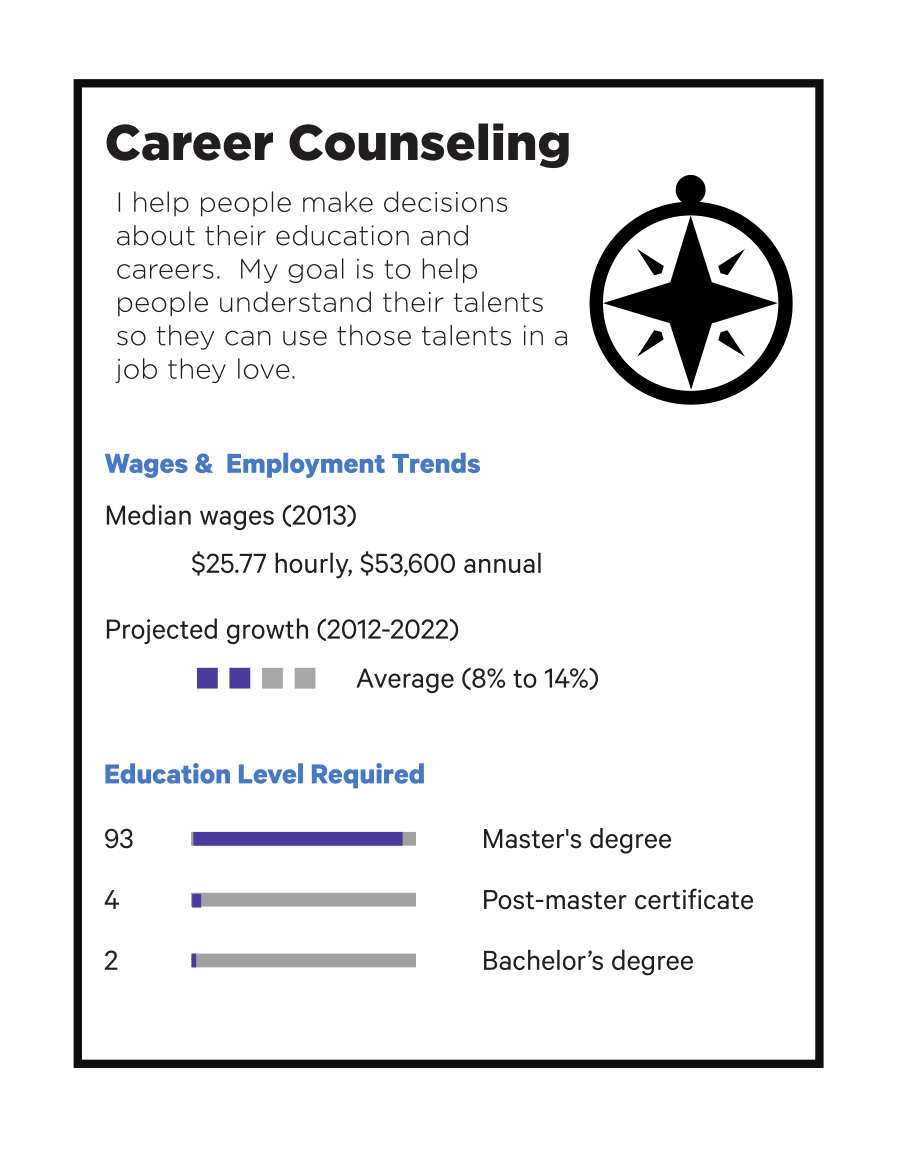 Career Counseling
I help people make decisions
about their education and
careers.  My goal is to help
people understand their talents
so they can use those talents in a
job they love.
Wages &  Employment Trends
Median wages (2013)
$25.77 hourly, $53,600 annual
Projected growth (2012-2022)
Average (8% to 14%)
Education Level Required
93 Master's degree
4 Post-master certificate
2 Bachelor’s degree